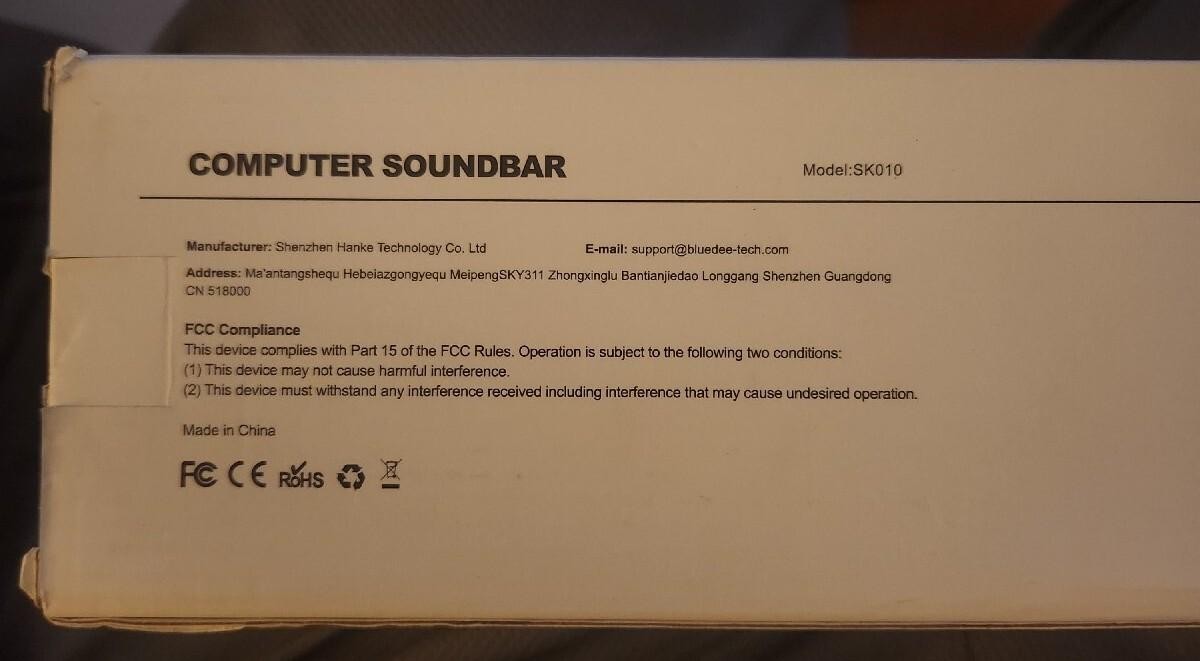 COMPUTER SOUNDBAR
Model:SK010
Manufacturer: Shenzhen Hanke Technology Co. Ltd
E-mail: support@bluedee-tech.com
Address: Ma'antangshequ Hebeiazgongyequ MeipengSKY311 Zhongxinglu Bantianjiedao Longgang Shenzhen Guangdong
CN 518000
FCC Compliance
This device complies with Part 15 of the FCC Rules. Operation is subject to the following two conditions:
(1) This device may not cause harmful interference.
(2) This device must withstand any interference received including interference that may cause undesired operation.
Made in China
FC CE RoHS